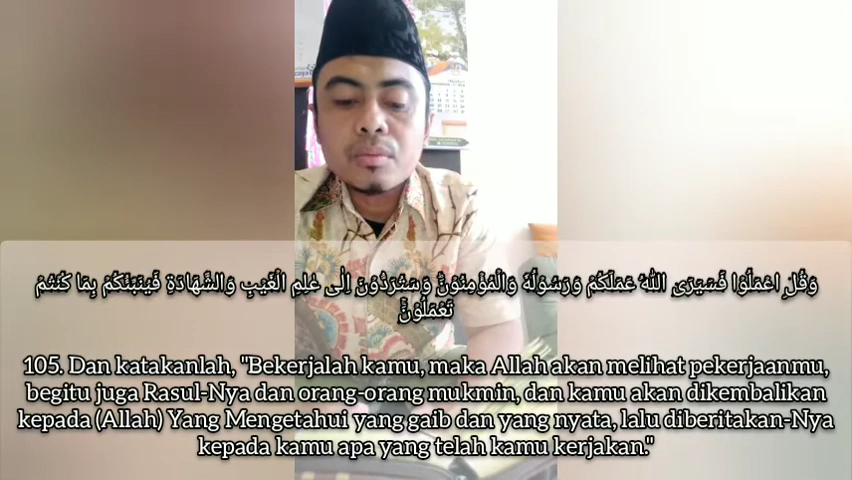 وَقُلِ اعْمَلُوْا فَسَيَرَى اللّٰهُ عَمَلَكُمْ وَرَسُوْلُهٗ وَالْمُؤْمِنُوْنَۗ وَسَتُرَدُّوْنَ اِلٰى عٰلِمِ الْغَيْبِ وَالشَّهَادَةِ فَيُنَبِّئُكُمْ بِمَا كُنْتُمْ
تَعْمَلُوْنَۚ
105. Dan katakanlah, "Bekerjalah kamu, maka Allah akan melihat pekerjaanmu,
begitu juga Rasul-Nya dan orang-orang mukmin, dan kamu akan dikembalikan
kepada (Allah) Yang Mengetahui yang gaib dan yang nyata, lalu diberitakan-Nya
kepada kamu apa yang telah kamu kerjakan."